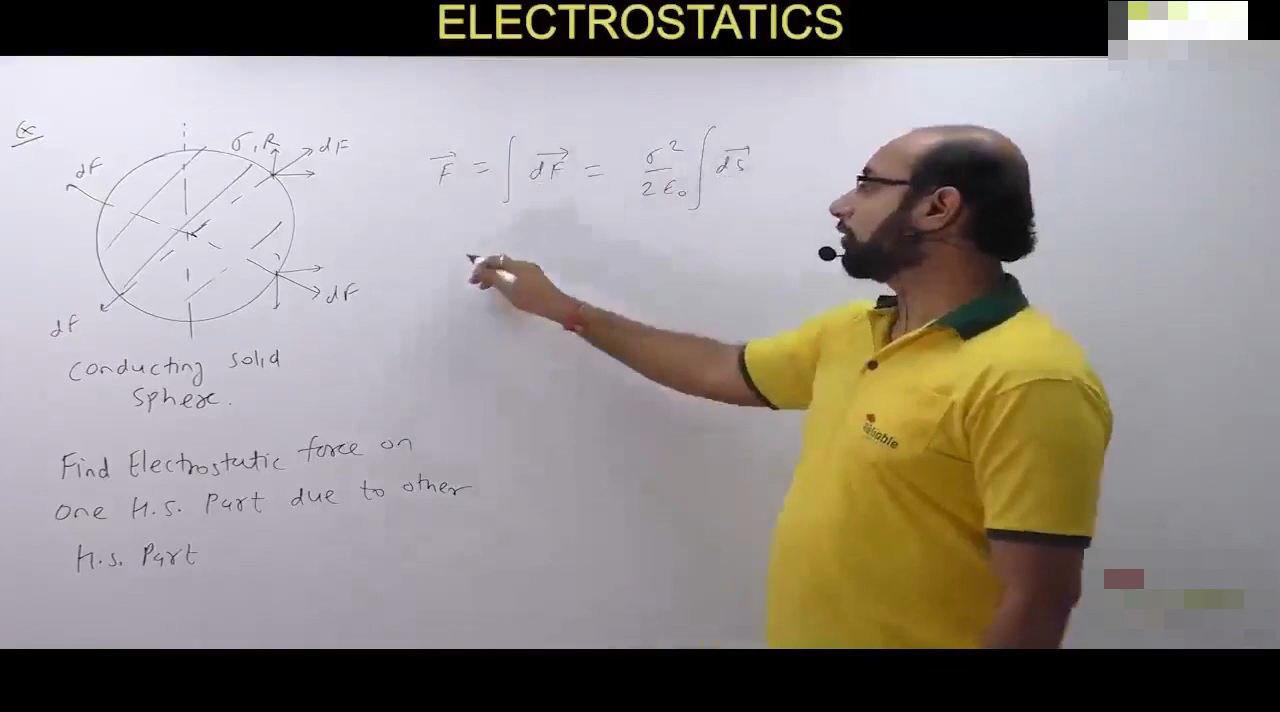 ELECTROSTATICS
Ex
σ, R
dF
dF
dF
dF
F⃗ = ∫ dF⃗ = σ² / 2ε₀ ∫ ds⃗
Conducting solid
Sphere.
Find Electrostatic force on
one H.S. Part due to other
H.S. Part
Reliable